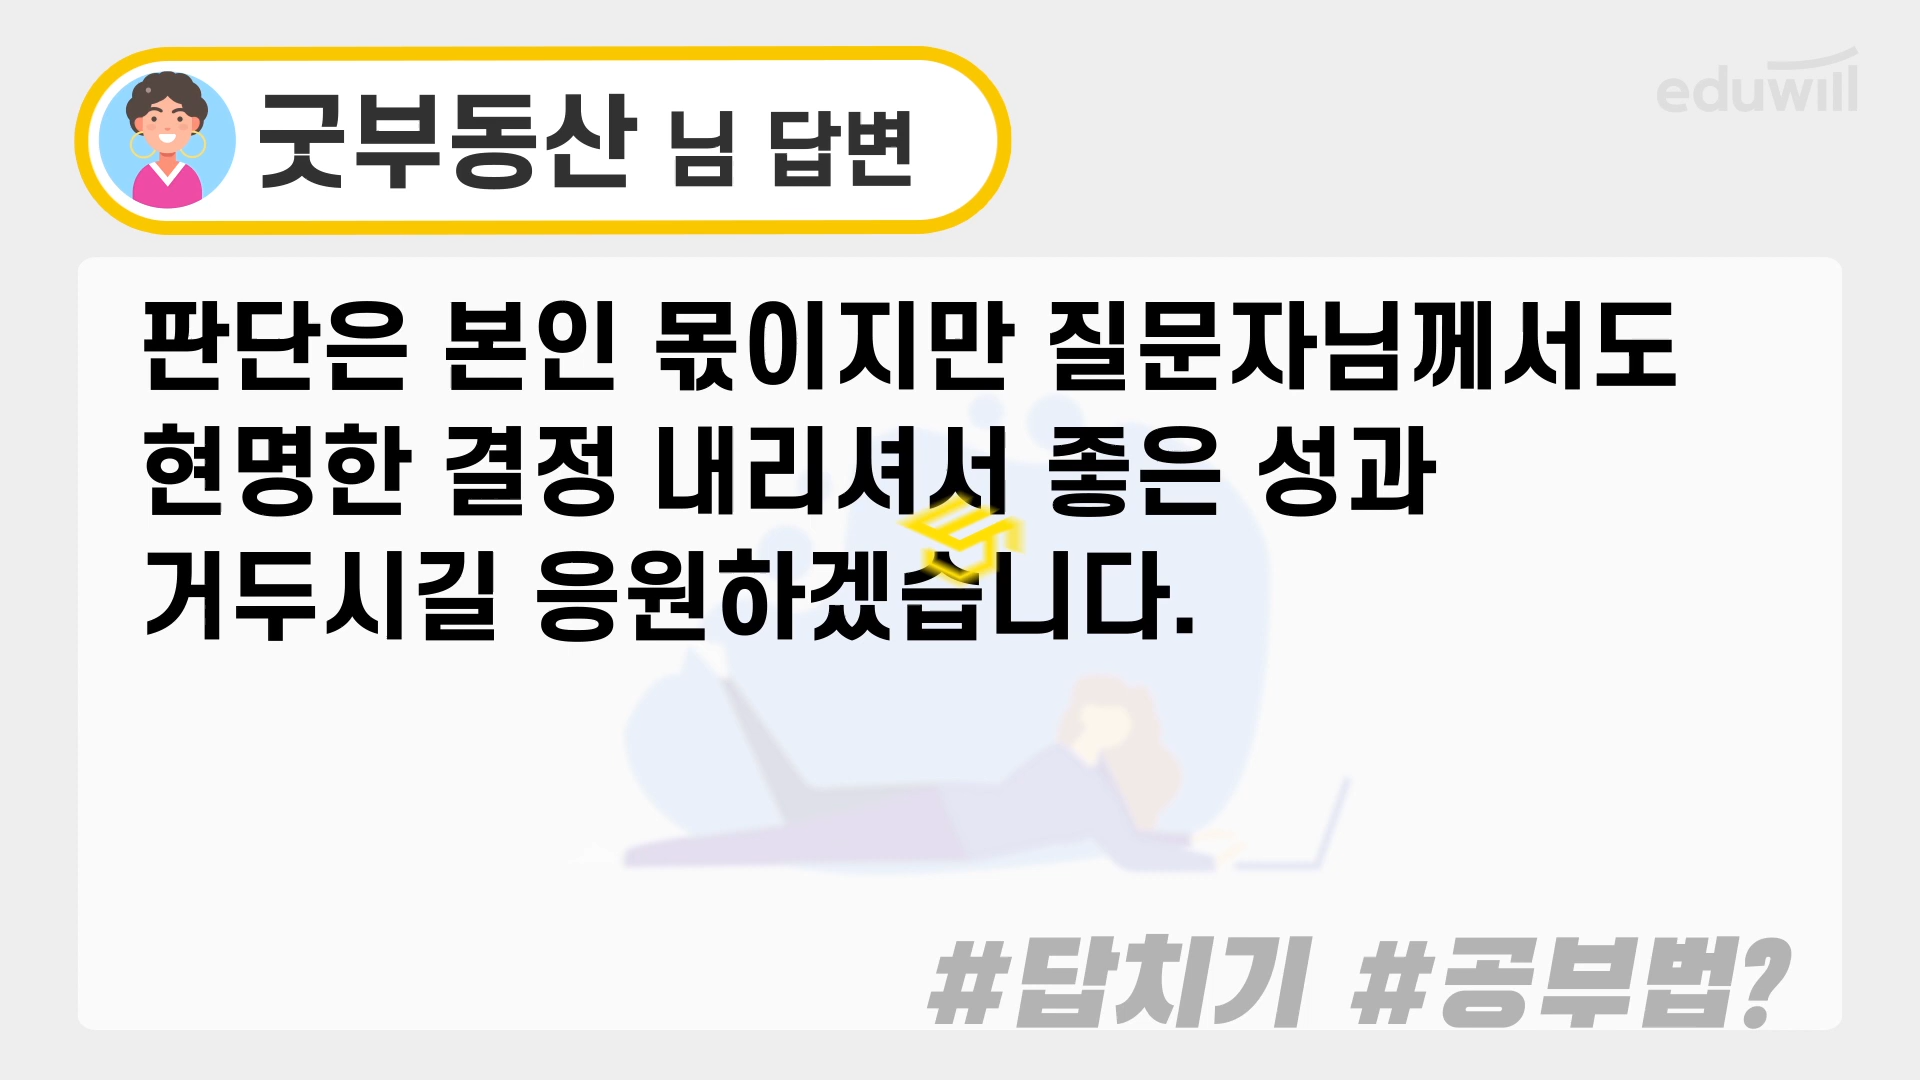 굿부동산 님 답변
eduwill
판단은 본인 몫이지만 질문자님께서도
현명한 결정 내리셔서 좋은 성과
거두시길 응원하겠습니다.
#답치기 #공부법?